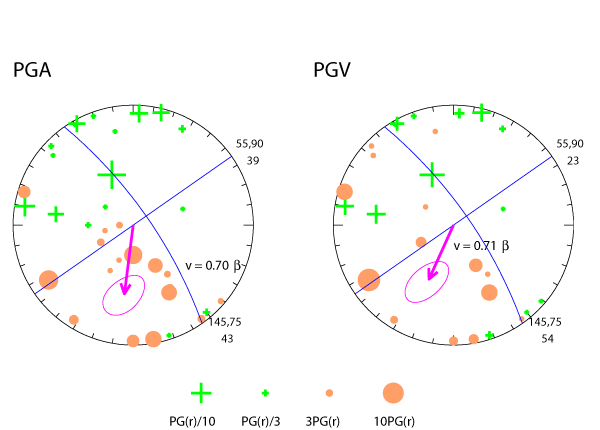 PGA
PGV
55,90
39
55,90
23
v = 0.70 β
v = 0.71 β
145,75
43
145,75
54
PG(r)/10
PG(r)/3
3PG(r)
10PG(r)